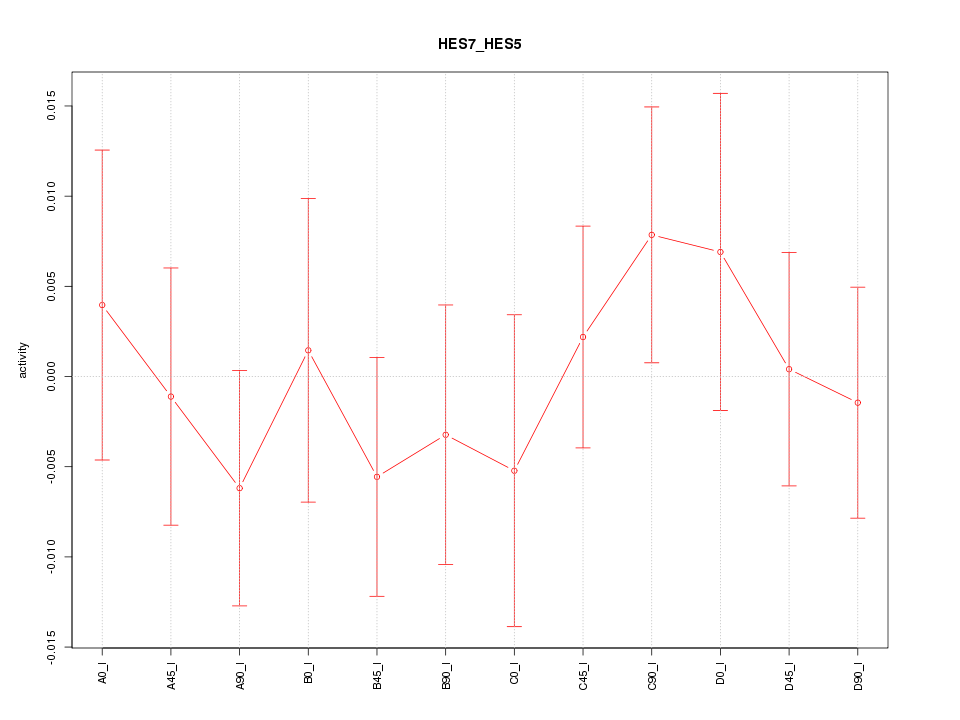 HES7_HES5
activity
0.015
0.010
0.005
0.000
-0.005
-0.010
-0.015
A0_I
A45_I
A90_I
B0_I
B45_I
B90_I
C0_I
C45_I
C90_I
D0_I
D45_I
D90_I